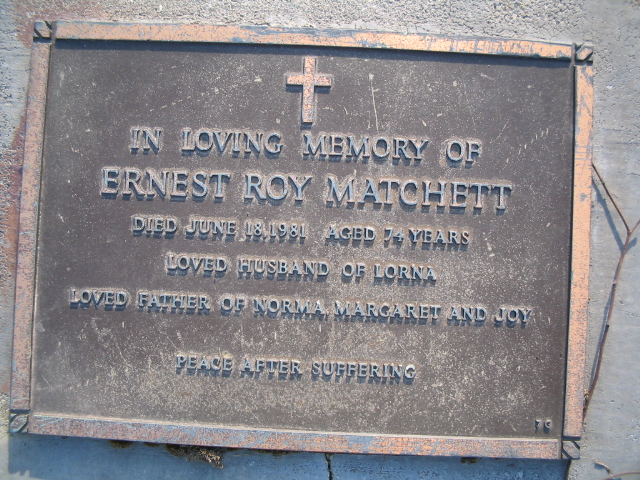 IN LOVING MEMORY OF
ERNEST ROY MATCHETT
DIED JUNE 18.1981 AGED 74 YEARS
LOVED HUSBAND OF LORNA
LOVED FATHER OF NORMA, MARGARET AND JOY
PEACE AFTER SUFFERING